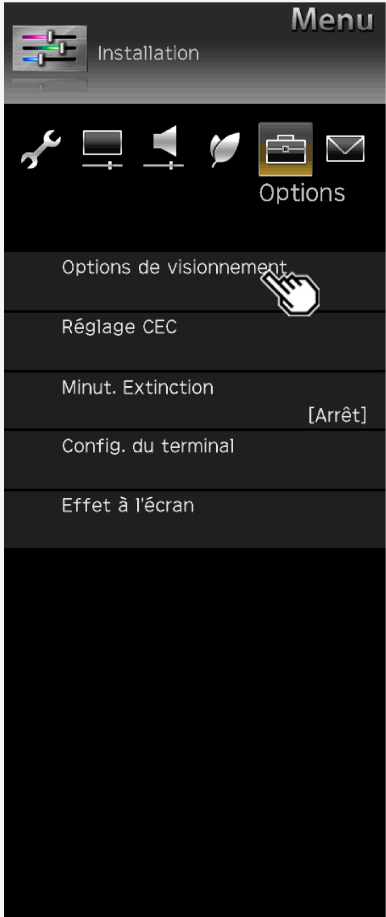 Menu
Installation
Options
Options de visionnement
Réglage CEC
Minut. Extinction
[Arrêt]
Config. du terminal
Effet à l'écran